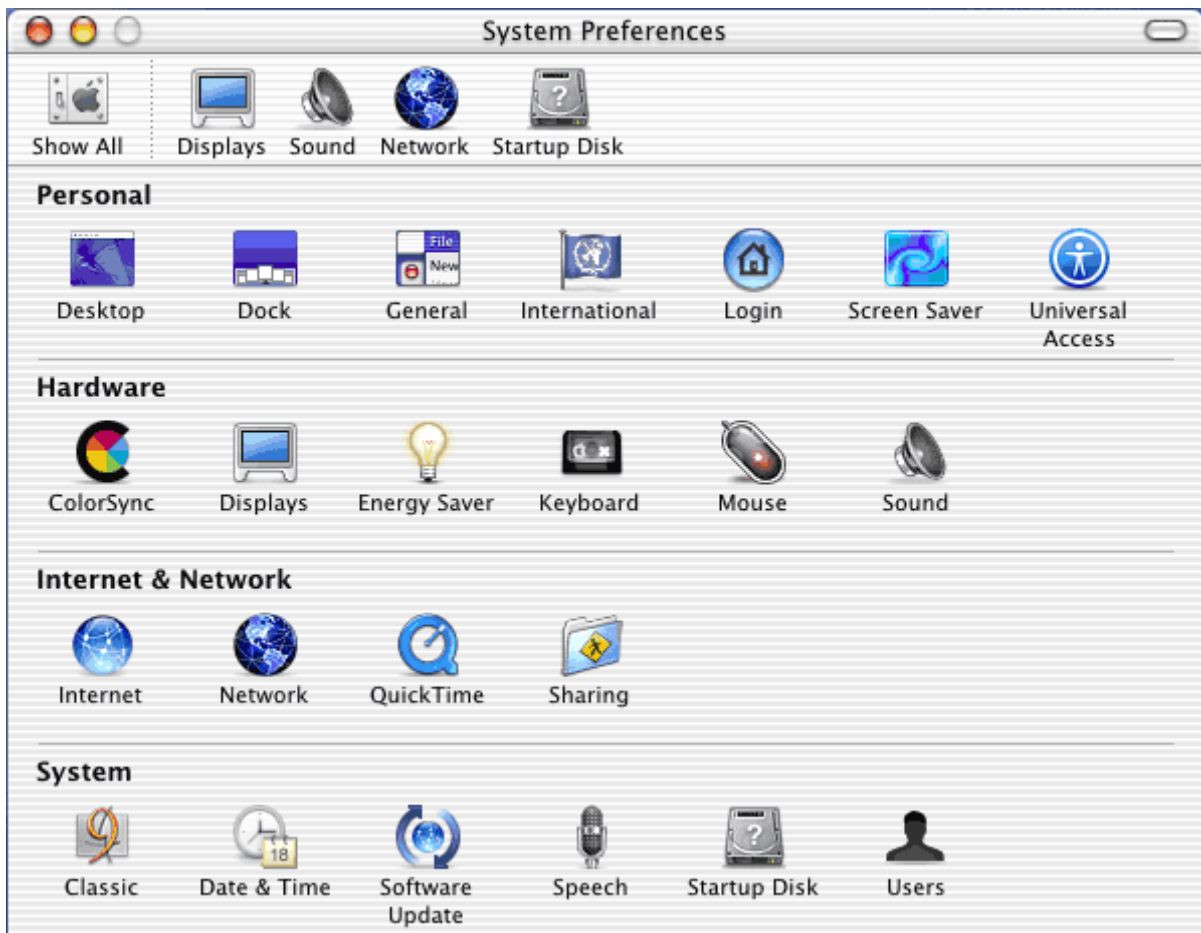 System Preferences
Show All Displays Sound Network Startup Disk
Personal
File
New
Desktop Dock General International Login Screen Saver Universal Access
Hardware
ColorSync Displays Energy Saver Keyboard Mouse Sound
Internet & Network
Internet Network QuickTime Sharing
System
9
18
Classic Date & Time Software Update Speech Startup Disk Users